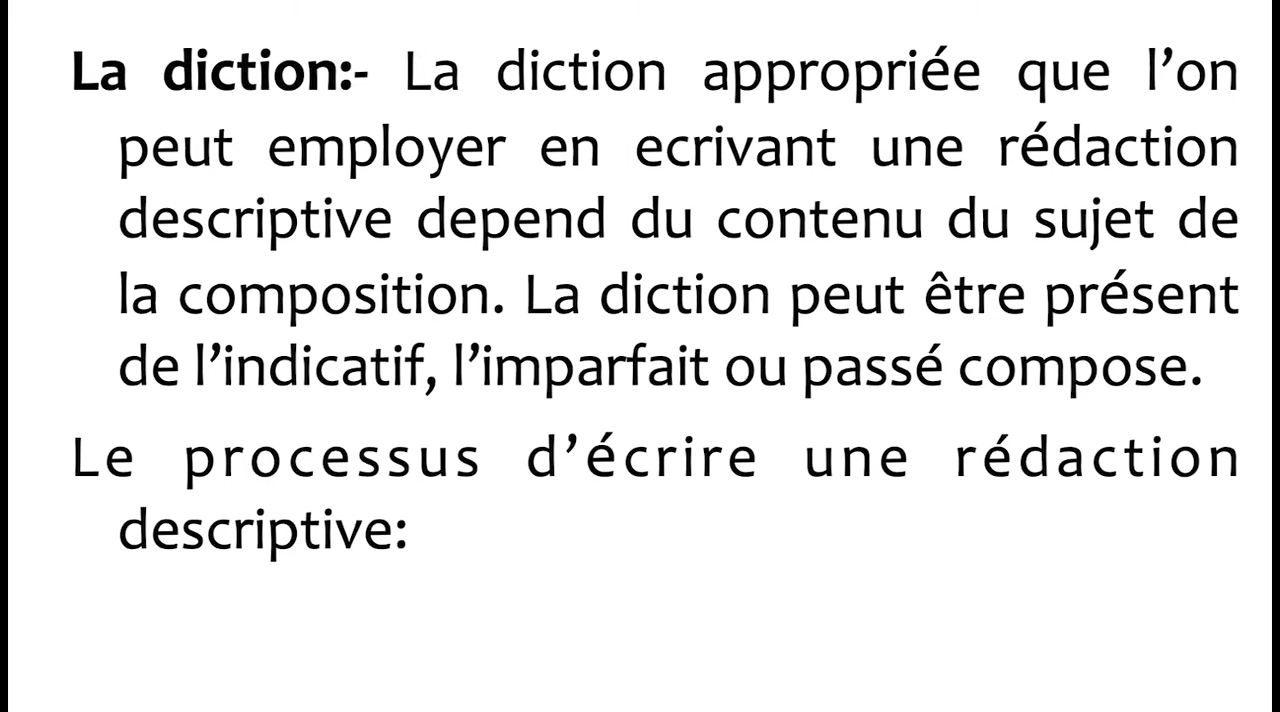 La diction:- La diction appropriée que l’on
peut employer en ecrivant une rédaction
descriptive depend du contenu du sujet de
la composition. La diction peut être présent
de l’indicatif, l’imparfait ou passé compose.
Le processus d’écrire une rédaction
descriptive: